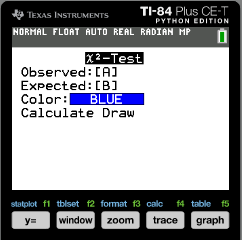 TEXAS INSTRUMENTS TI-84 Plus CE-T
PYTHON EDITION
NORMAL FLOAT AUTO REAL RADIAN MP
χ²-Test
Observed:[A]
Expected:[B]
Color: BLUE
Calculate Draw
statplot f1 tblset f2 format f3 calc f4 table f5
y= window zoom trace graph